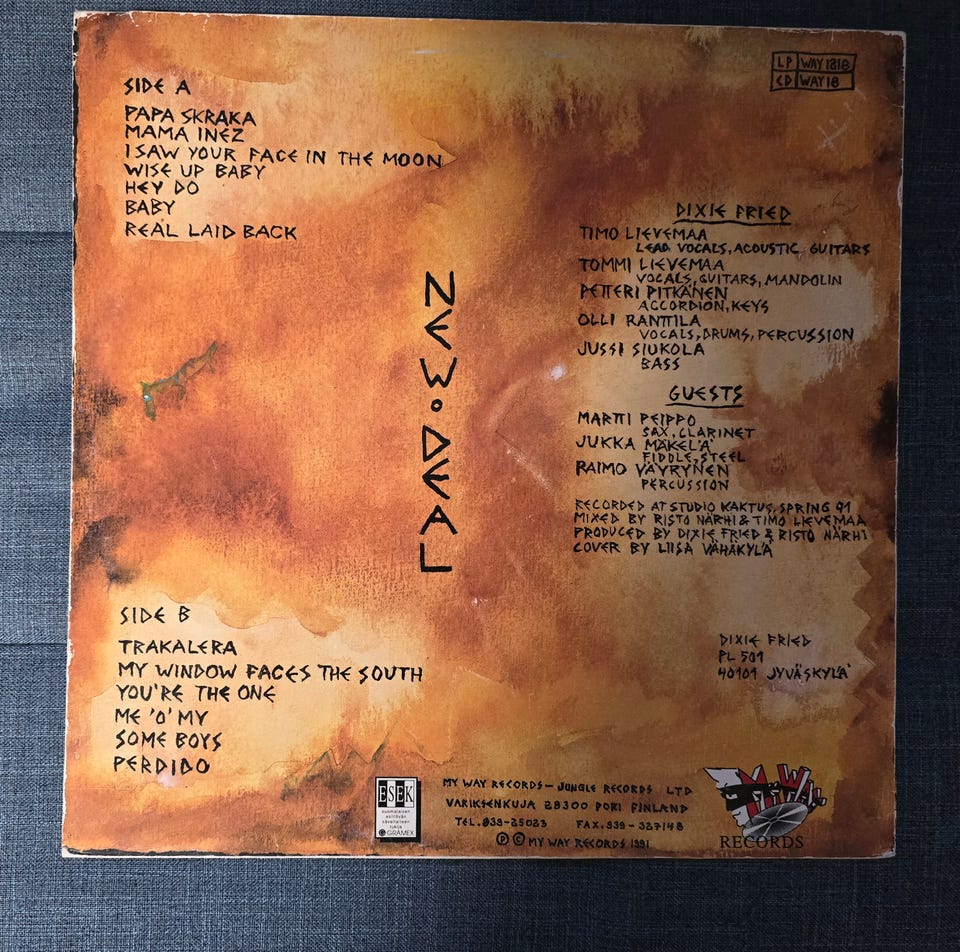 SIDE A
PAPA SKRAKA
MAMA INEZ
I SAW YOUR FACE IN THE MOON
WISE UP BABY
HEY DO
BABY
REAL LAID BACK
LP WAY 1818
CD WAY 18
DIXIE FRIED
TIMO LIEVEMAA
LEAD VOCALS, ACOUSTIC GUITARS
TOMMI LIEVEMAA
VOCALS, GUITARS, MANDOLIN
PETTERI PITKÄNEN
ACCORDION, KEYS
OLLI RANTTILA
VOCALS, DRUMS, PERCUSSION
JUSSI SIUKOLA
BASS
GUESTS
MARTTI PEIPPO
SAX, CLARINET
JUKKA MÄKELÄ
FIDDLE, STEEL
RAIMO VÄYRYNEN
PERCUSSION
RECORDED AT STUDIO KAKTUS, SPRING 91
MIXED BY RISTO NÄRHI & TIMO LIEVEMAA
PRODUCED BY DIXIE FRIED & RISTO NÄRHI
COVER BY LIISA VÄHÄKYLÄ
NEW•DEAL
SIDE B
TRAKALERA
MY WINDOW FACES THE SOUTH
YOU'RE THE ONE
ME 'O' MY
SOME BOYS
PERDIDO
DIXIE FRIED
PL 501
40101 JYVÄSKYLÄ
ESEK
suomalaisen
esittävän
säveltaiteen
tukija
GRAMEX
MY WAY RECORDS – JUNGLE RECORDS LTD
VARIKSENKUJA 28300 PORI FINLAND
TEL. 939-25023 FAX. 939-327148
Ⓟ © MY WAY RECORDS 1991
My Way
RECORDS